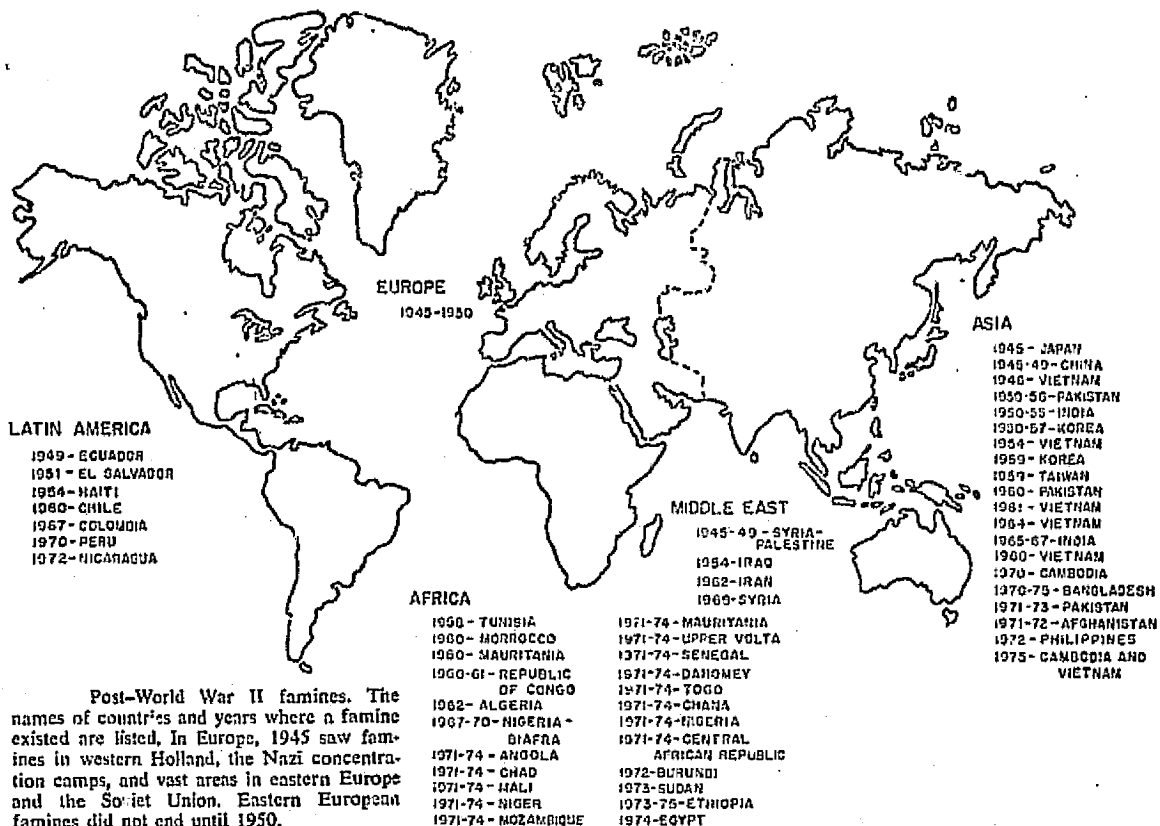 EUROPE
1945-1950
LATIN AMERICA
1949- ECUADOR
1951- EL SALVADOR
1954- HAITI
1960- CHILE
1967- COLOMBIA
1970- PERU
1972- NICARAGUA
ASIA
1945- JAPAN
1945-49-CHINA
1946- VIETNAM
1950-56-PAKISTAN
1950-55-INDIA
1950-57-KOREA
1954- VIETNAM
1959- KOREA
1959- TAIWAN
1960- PAKISTAN
1961- VIETNAM
1964- VIETNAM
1965-67-INDIA
VIETNAM
1970- CAMBODIA
1970-75-BANGLADESH
1971-73-PAKISTAN
1971-72-AFGHANISTAN
1972- PHILIPPINES
1975- CAMBODIA AND
VIETNAM
MIDDLE EAST
1945-49-SYRIA-
PALESTINE
1954-IRAQ
1962-IRAN
SYRIA
AFRICA
TUNISIA
1960- MORROCCO
1960- MAURITANIA
1960-61- REPUBLIC
OF CONGO
1962- ALGERIA
1967-70-NIGERIA-
BIAFRA
1971-74- ANGOLA
1971-74- CHAD
1971-74- MALI
1971-74- NIGER
1971-74- MOZAMBIQUE
1971-74- MAURITANIA
1971-74-UPPER VOLTA
1971-74-SENEGAL
1971-74-DAHOMEY
1971-74-TOGO
1971-74-GHANA
1971-74-NIGERIA
1971-74-CENTRAL
AFRICAN REPUBLIC
1972-BURUNDI
1973-SUDAN
1973-75-ETHIOPIA
1974-EGYPT
Post-World War II famines. The
names of countries and years where a famine
existed are listed. In Europe, 1945 saw fam-
ines in western Holland, the Nazi concentra-
tion camps, and vast areas in eastern Europe
and the Soviet Union. Eastern European
famines did not end until 1950.